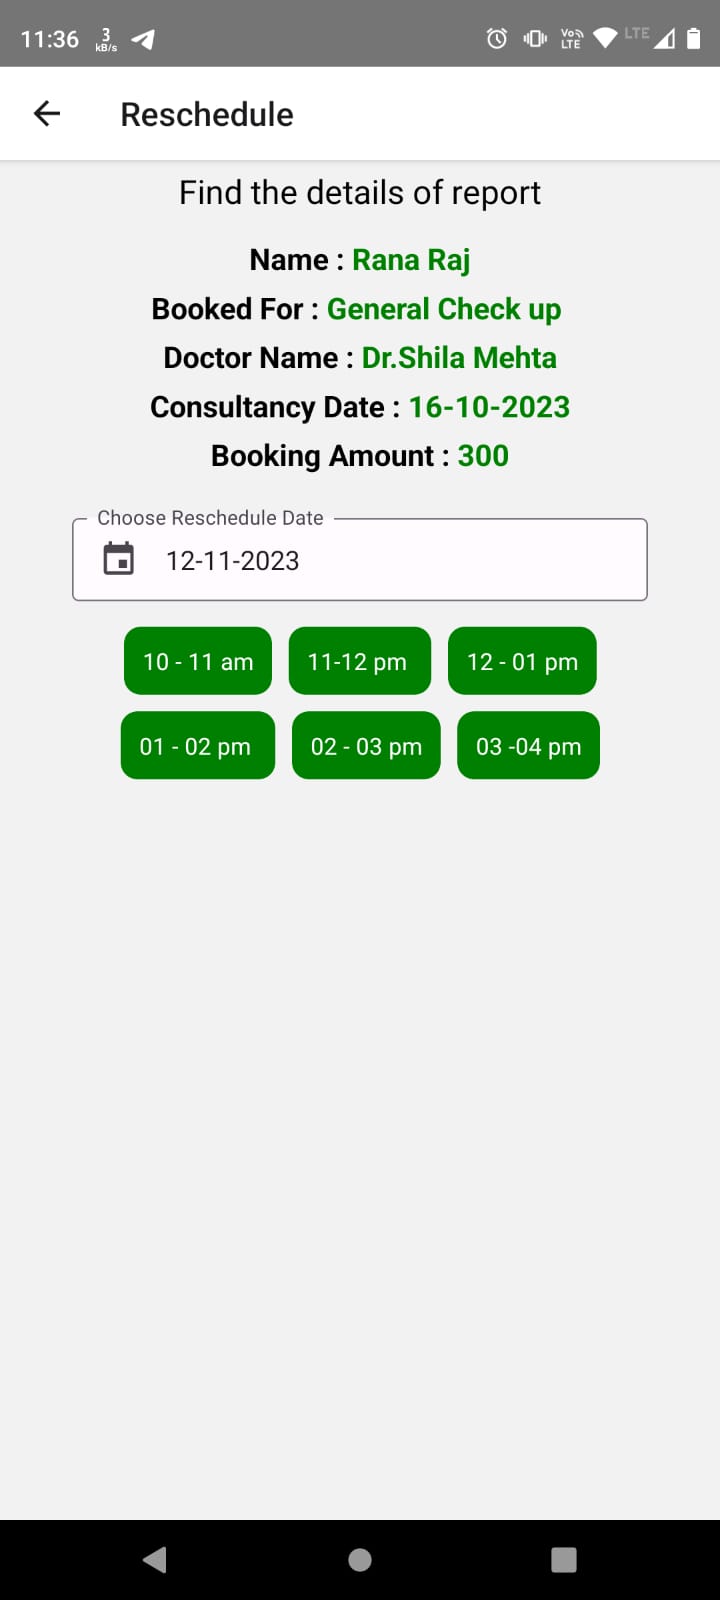 11:36 3 kB/s Vo LTE LTE
Reschedule
Find the details of report
Name : Rana Raj
Booked For : General Check up
Doctor Name : Dr.Shila Mehta
Consultancy Date : 16-10-2023
Booking Amount : 300
Choose Reschedule Date
12-11-2023
10 - 11 am 11-12 pm 12 - 01 pm
01 - 02 pm 02 - 03 pm 03 -04 pm